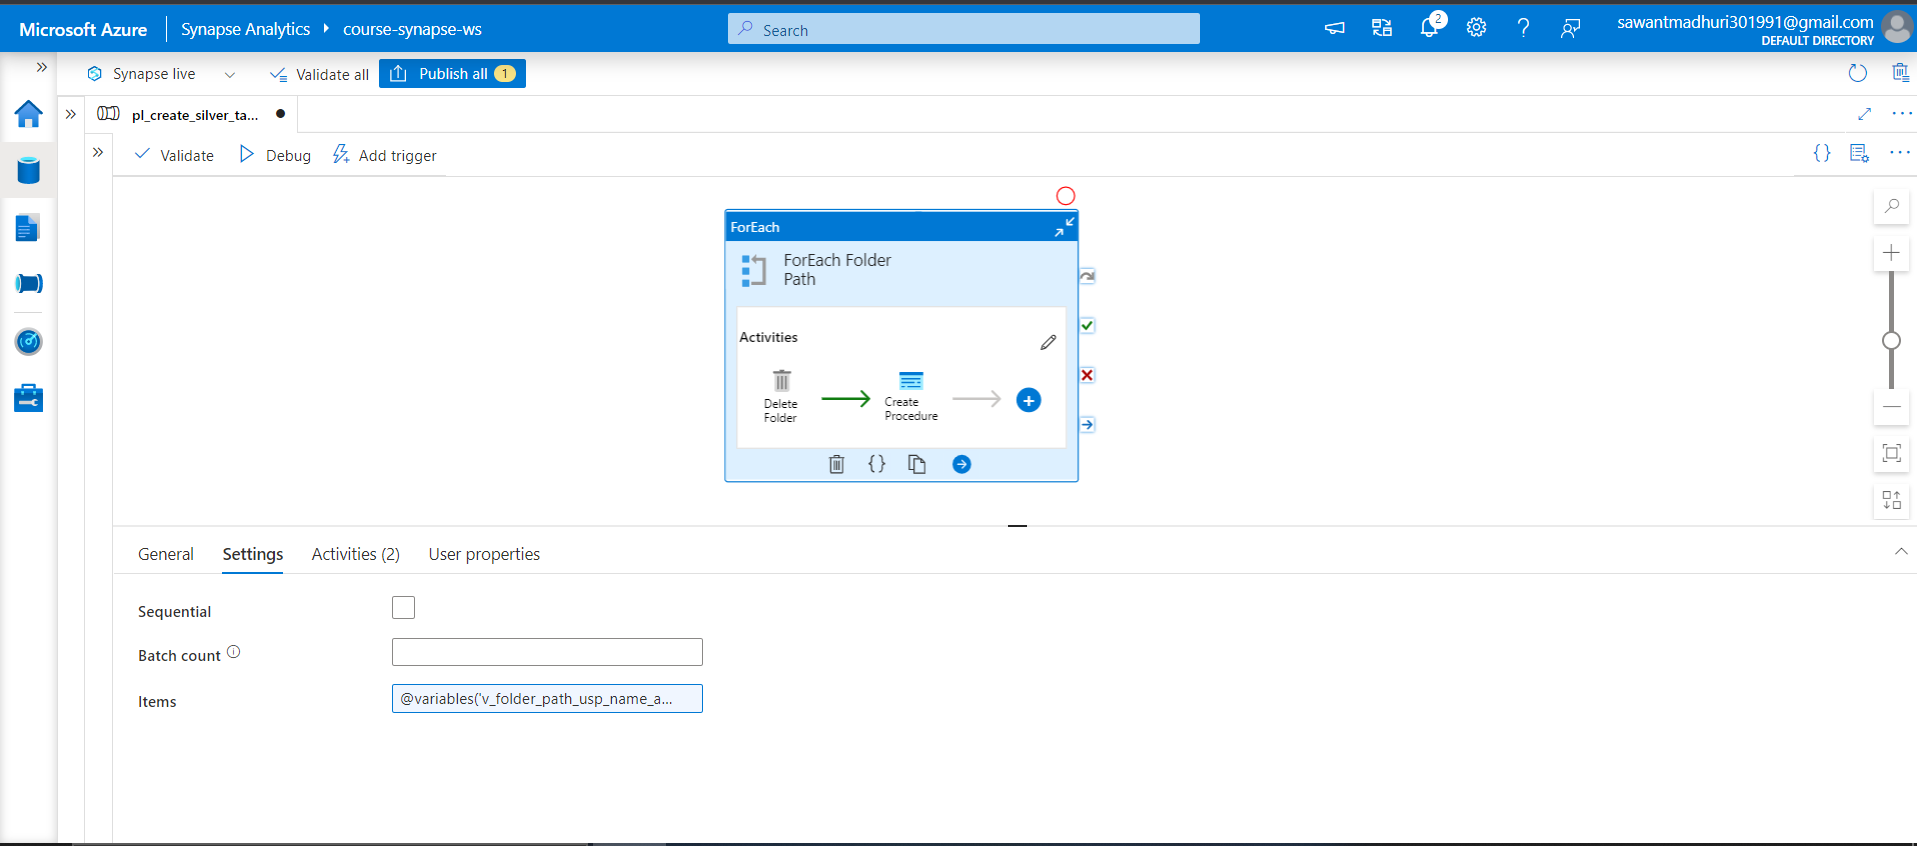 Microsoft Azure
Synapse Analytics
course-synapse-ws
Search
2
sawantmadhuri301991@gmail.com
DEFAULT DIRECTORY
Synapse live
Validate all
Publish all 1
pl_create_silver_ta...
Validate
Debug
Add trigger
ForEach
ForEach Folder
Path
Activities
Delete
Folder
Create
Procedure
General
Settings
Activities (2)
User properties
Sequential
Batch count
Items
@variables('v_folder_path_usp_name_a...